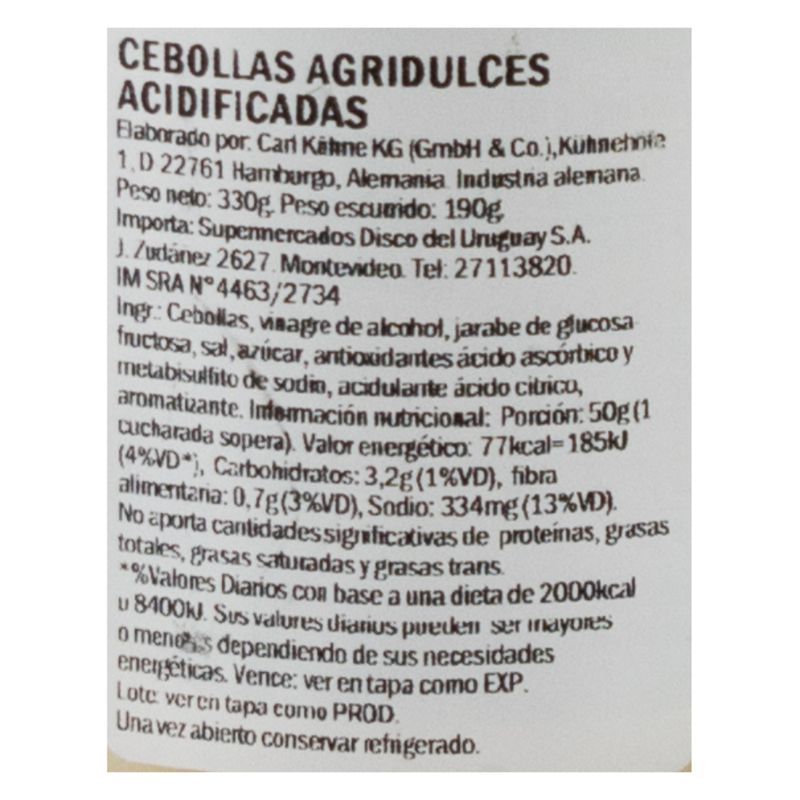 CEBOLLAS AGRIDULCES
ACIDIFICADAS
Elaborado por: Carl Kühne KG (GmbH & Co.), Kühnehöfe
1, D 22761 Hamburgo, Alemania. Industria alemana.
Peso neto: 330g. Peso escurrido: 190g.
Importa: Supermercados Disco del Uruguay S.A.
J. Zudánez 2627. Montevideo. Tel: 27113820.
IM SRA N°4463/2734
Ingr.: Cebollas, vinagre de alcohol, jarabe de glucosa
fructosa, sal, azúcar, antioxidantes ácido ascórbico y
metabisulfito de sodio, acidulante ácido cítrico,
aromatizante. Información nutricional: Porción: 50g (1
cucharada sopera). Valor energético: 77kcal=185kJ
(4%VD*), Carbohidratos: 3,2g (1%VD), fibra
alimentaria: 0,7g (3%VD), Sodio: 334mg (13%VD).
No aporta cantidades significativas de proteínas, grasas
totales, grasas saturadas y grasas trans.
*%Valores Diarios con base a una dieta de 2000kcal
u 8400kJ. Sus valores diarios pueden ser mayores
o menores dependiendo de sus necesidades
energéticas. Vence: ver en tapa como EXP.
Lote: ver en tapa como PROD.
Una vez abierto conservar refrigerado.